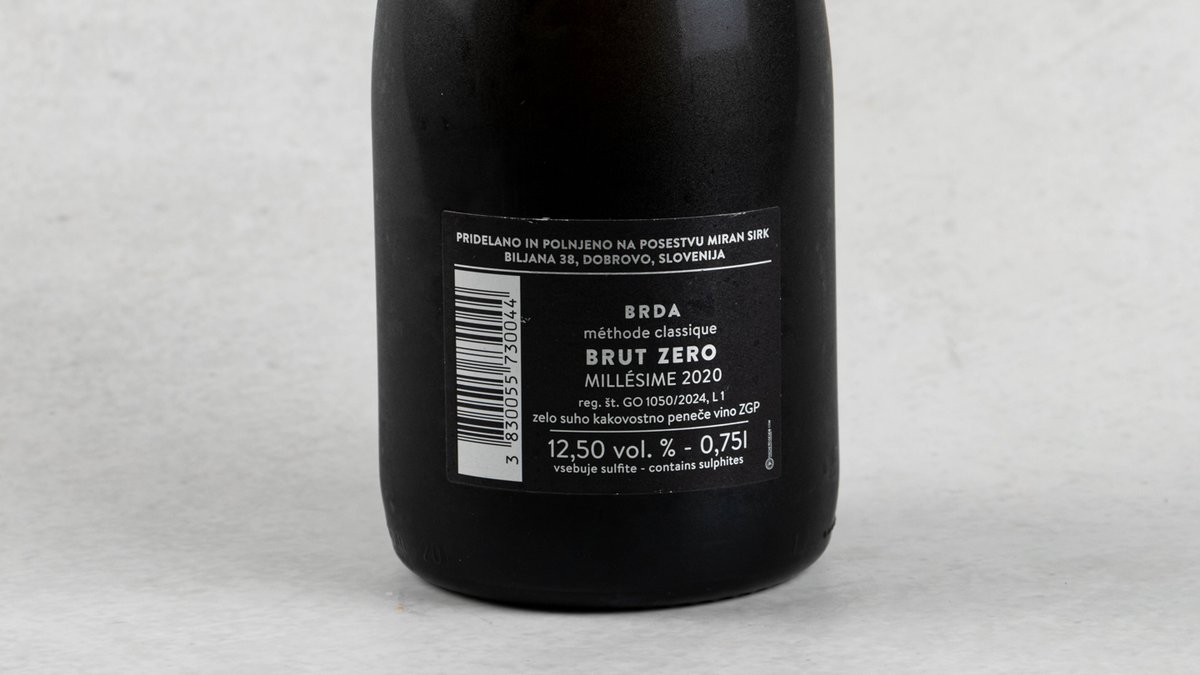 PRIDELANO IN POLNJENO NA POSESTVU MIRAN SIRK
BILJANA 38, DOBROVO, SLOVENIJA
BRDA
méthode classique
BRUT ZERO
MILLÉSIME 2020
reg. št. GO 1050/2024, L 1
zelo suho kakovostno peneče vino ZGP
12,50 vol. % - 0,75l
vsebuje sulfite - contains sulphites
3 830055 730044